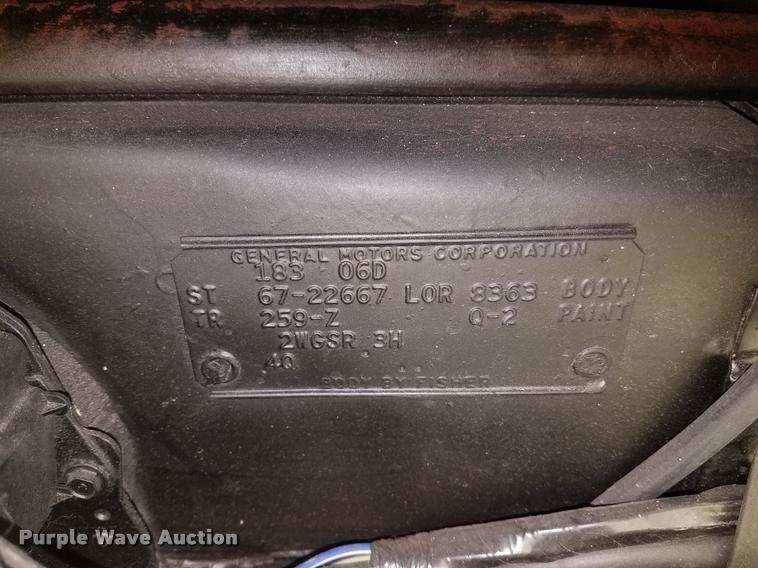 GENERAL MOTORS CORPORATION
183 06D
ST 67-22667 LOR 8363 BODY
TR 259-Z Q-2 PAINT
2WGSR 3H
4Q
BODY BY FISHER
Purple Wave Auction